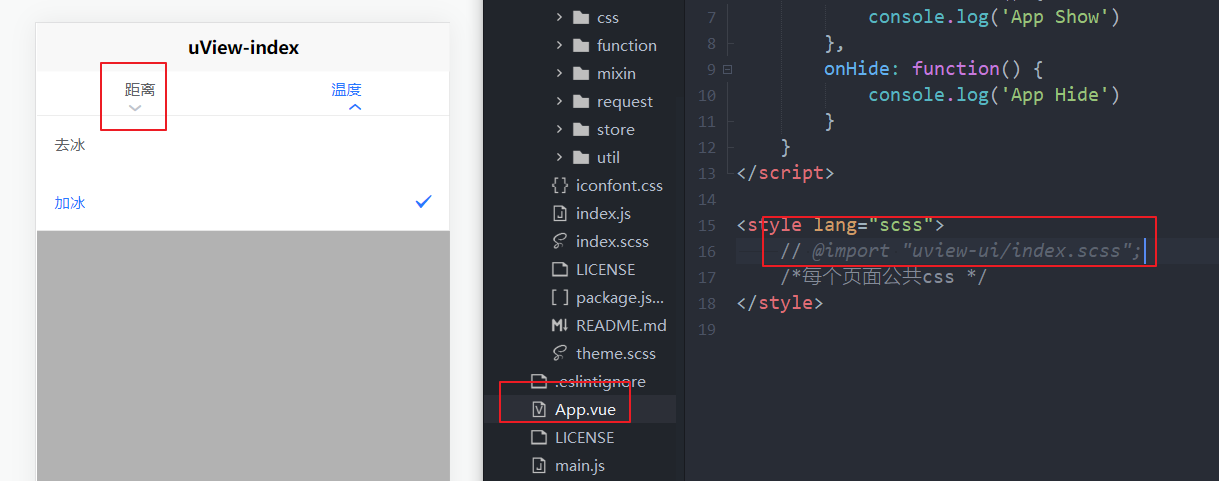 uView-index
距离
温度
去冰
加冰
css
function
mixin
request
store
util
iconfont.css
index.js
index.scss
LICENSE
package.js...
README.md
theme.scss
.eslintignore
App.vue
LICENSE
main.js
7 console.log('App Show')
8 },
9 onHide: function() {
10 console.log('App Hide')
11 }
12 }
13 </script>
14
15 <style lang="scss">
16 // @import "uview-ui/index.scss";
17 /*每个页面公共css */
18 </style>
19